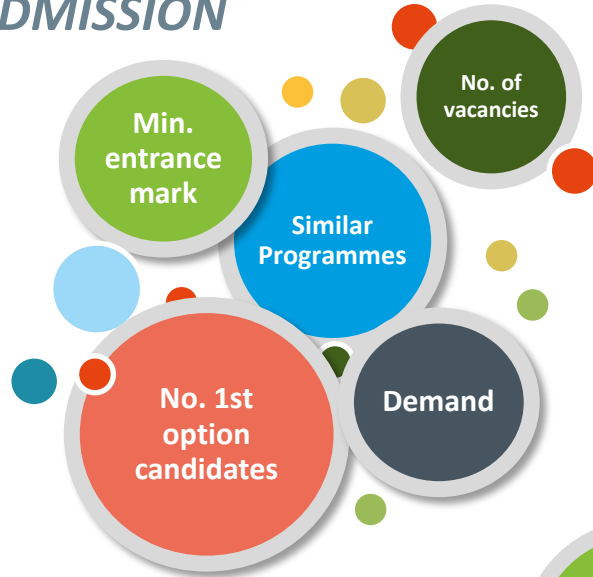 DMISSION
No. of
vacancies
Min.
entrance
mark
Similar
Programmes
No. 1st
option
candidates
Demand